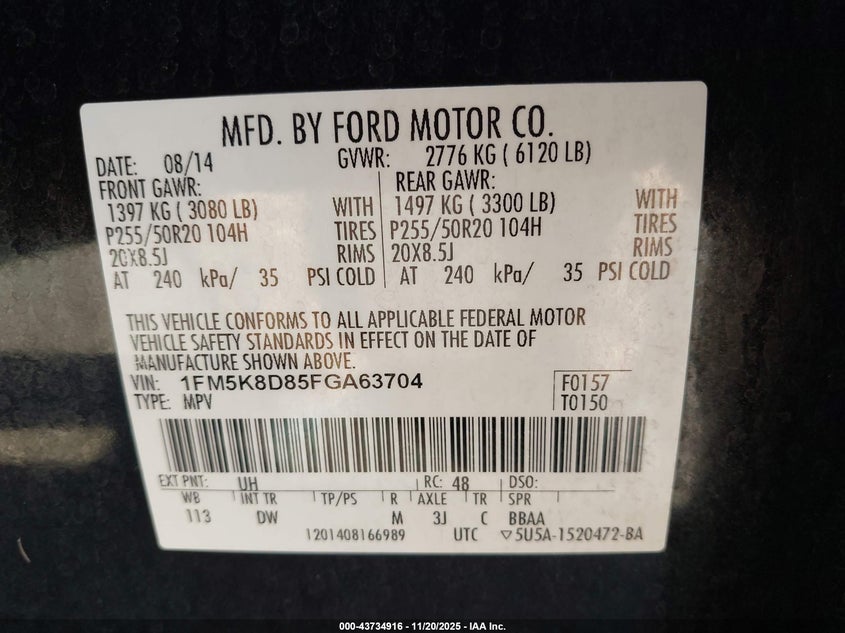 MFD. BY FORD MOTOR CO.
DATE: 08/14 GVWR: 2776 KG ( 6120 LB)
FRONT GAWR: REAR GAWR:
1397 KG ( 3080 LB) WITH 1497 KG ( 3300 LB) WITH
P255/50R20 104H TIRES P255/50R20 104H TIRES
20X8.5J RIMS 20X8.5J RIMS
AT 240 kPa/ 35 PSI COLD AT 240 kPa/ 35 PSI COLD
THIS VEHICLE CONFORMS TO ALL APPLICABLE FEDERAL MOTOR
VEHICLE SAFETY STANDARDS IN EFFECT ON THE DATE OF
MANUFACTURE SHOWN ABOVE.
VIN: 1FM5K8D85FGA63704 F0157
TYPE: MPV T0150
EXT PNT: UH RC: 48 DSO:
WB INT TR TP/PS R AXLE TR SPR
113 DW M 3J C BBAA
1201408166989 UTC ▽5U5A-1520472-BA
000-43734916 - 11/20/2025 - IAA Inc.